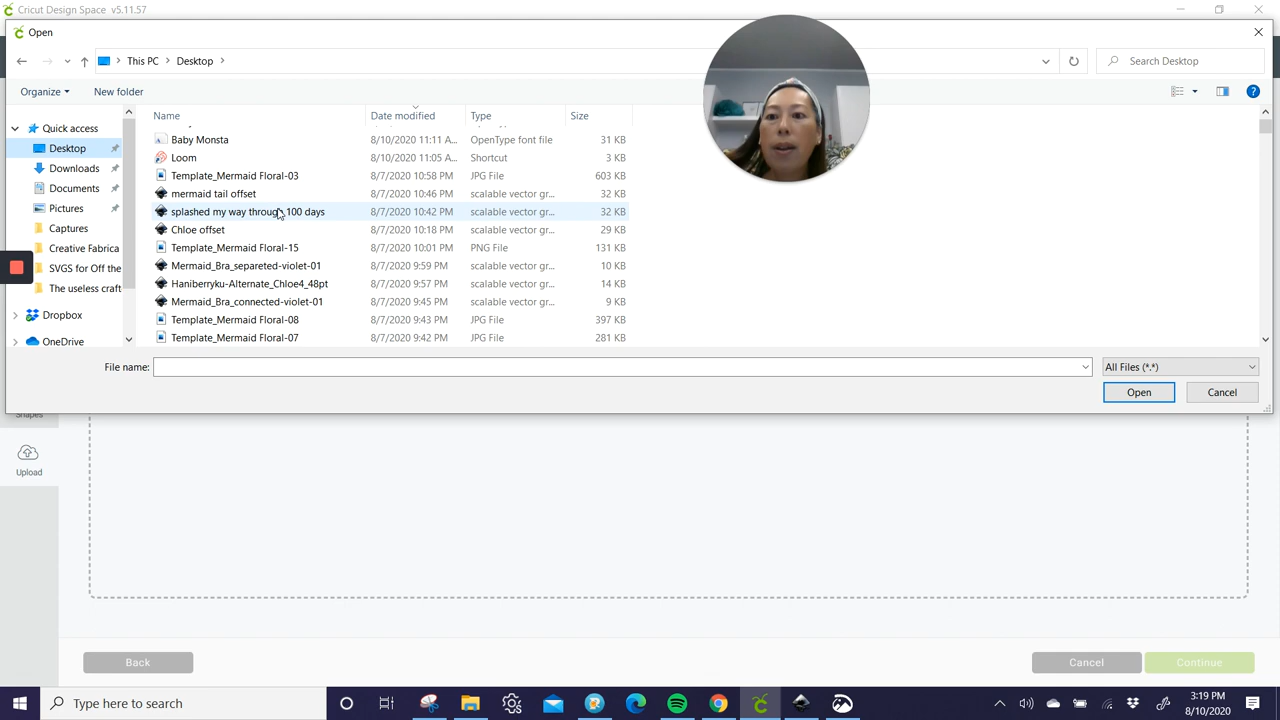 Cricut Design Space v5.11.57
Open
This PC > Desktop >
Search Desktop
Organize
New folder
Name Date modified Type Size
Quick access
Desktop
Downloads
Documents
Pictures
Captures
Creative Fabrica
SVGS for Off the
The useless craft
Dropbox
OneDrive
Baby Monsta 8/10/2020 11:11 A... OpenType font file 31 KB
Loom 8/10/2020 11:05 A... Shortcut 3 KB
Template_Mermaid Floral-03 8/7/2020 10:58 PM JPG File 603 KB
mermaid tail offset 8/7/2020 10:46 PM scalable vector gr... 32 KB
splashed my way through 100 days 8/7/2020 10:42 PM scalable vector gr... 32 KB
Chloe offset 8/7/2020 10:18 PM scalable vector gr... 29 KB
Template_Mermaid Floral-15 8/7/2020 10:01 PM PNG File 131 KB
Mermaid_Bra_separeted-violet-01 8/7/2020 9:59 PM scalable vector gr... 10 KB
Haniberryku-Alternate_Chloe4_48pt 8/7/2020 9:57 PM scalable vector gr... 14 KB
Mermaid_Bra_connected-violet-01 8/7/2020 9:45 PM scalable vector gr... 9 KB
Template_Mermaid Floral-08 8/7/2020 9:43 PM JPG File 397 KB
Template_Mermaid Floral-07 8/7/2020 9:42 PM JPG File 281 KB
File name:
All Files (*.*)
Open Cancel
Shapes
Upload
Back Cancel Continue
Type here to search
3:19 PM
8/10/2020